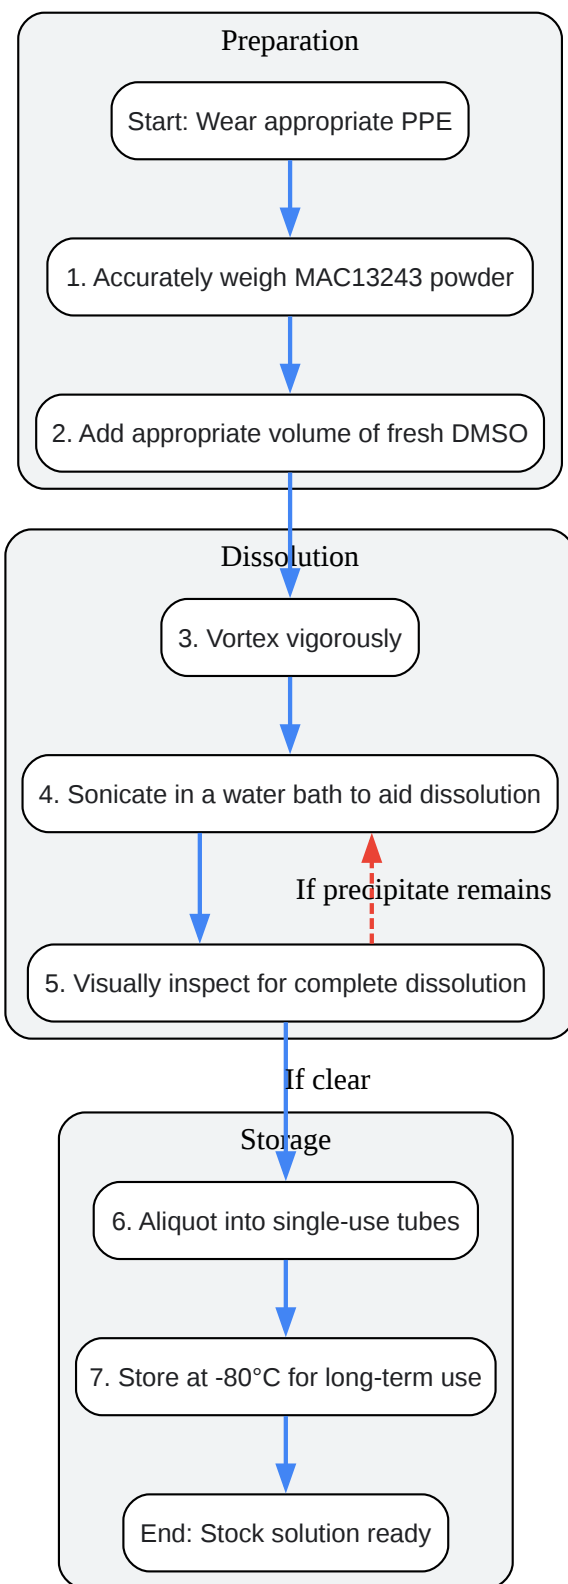 Preparation
Start: Wear appropriate PPE
1. Accurately weigh MAC13243 powder
2. Add appropriate volume of fresh DMSO
Dissolution
3. Vortex vigorously
4. Sonicate in a water bath to aid dissolution
If precipitate remains
5. Visually inspect for complete dissolution
If clear
Storage
6. Aliquot into single-use tubes
7. Store at -80°C for long-term use
End: Stock solution ready